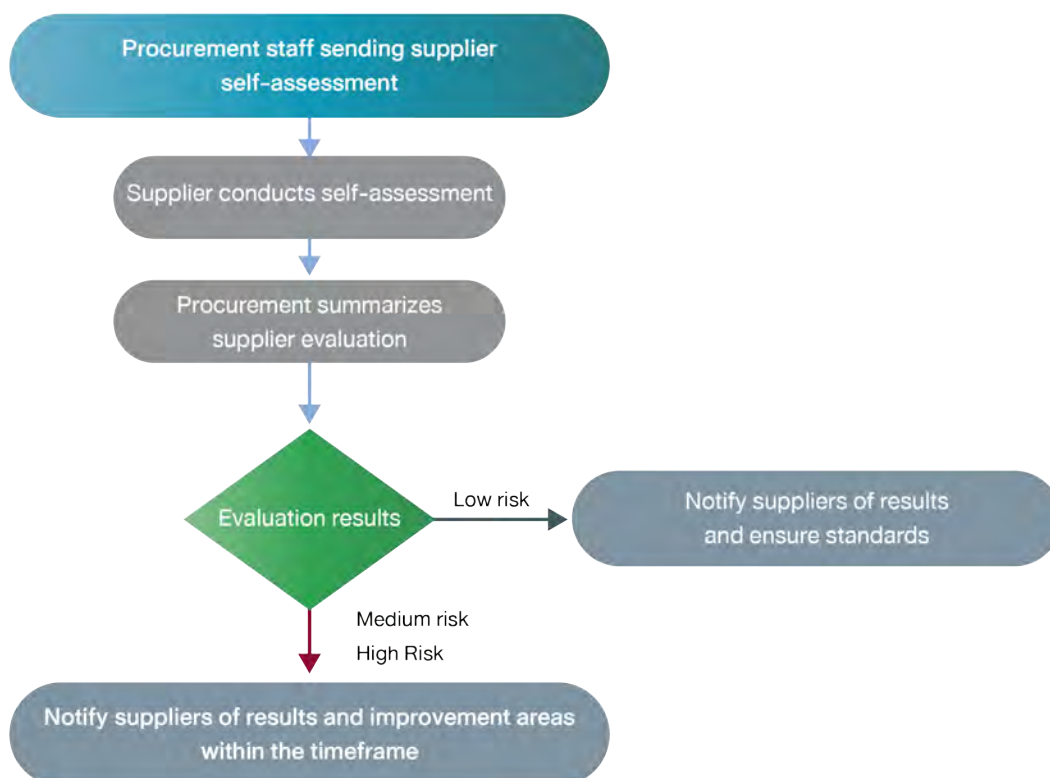 Procurement staff sending supplier
self-assessment
Supplier conducts self-assessment
Procurement summarizes
supplier evaluation
Evaluation results
Low risk
Notify suppliers of results
and ensure standards
Medium risk
High Risk
Notify suppliers of results and improvement areas
within the timeframe